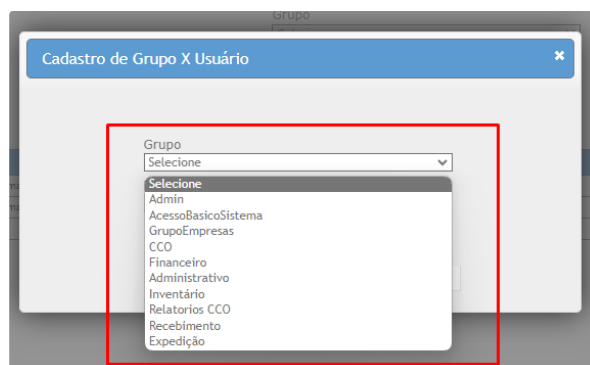 Grupo
Cadastro de Grupo X Usuário
Grupo
Selecione
Selecione
Admin
AcessoBasicoSistema
GrupoEmpresas
CCO
Financeiro
Administrativo
Inventário
Relatorios CCO
Recebimento
Expedição